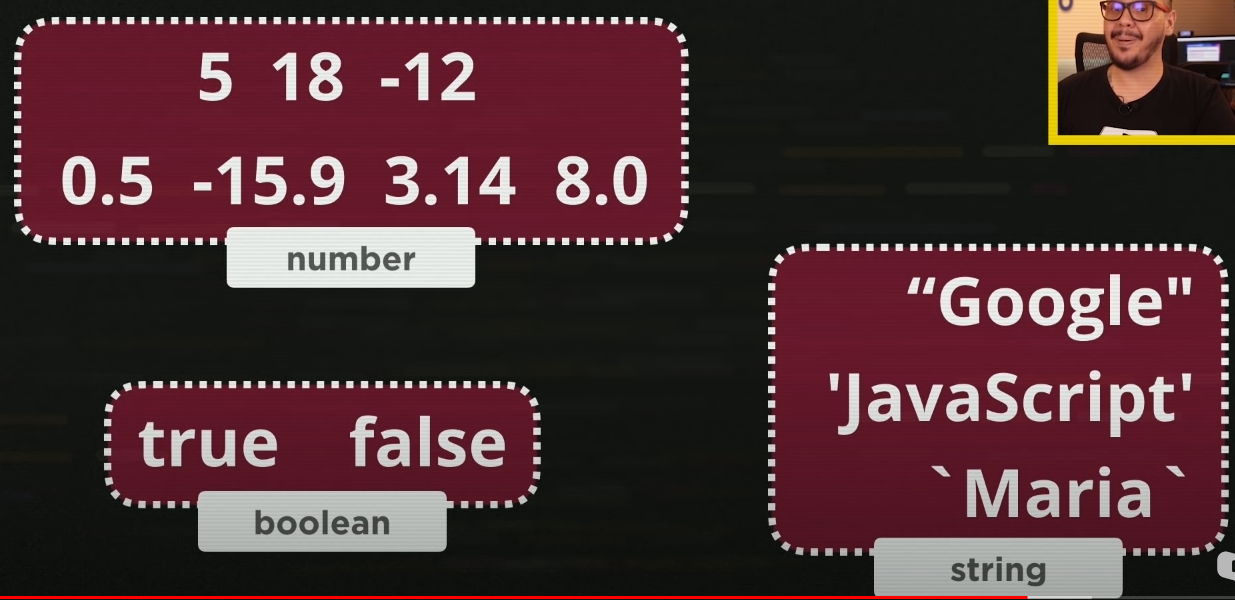 5 18 -12
0.5 -15.9 3.14 8.0
number
true false
boolean
“Google"
'JavaScript'
`Maria`
string